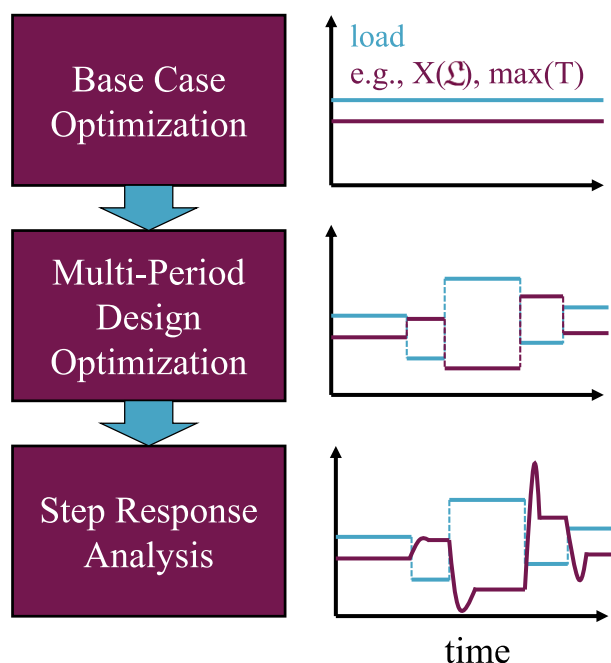 Base Case
Optimization
load
e.g., X(𝔏), max(T)
Multi-Period
Design
Optimization
Step Response
Analysis
time